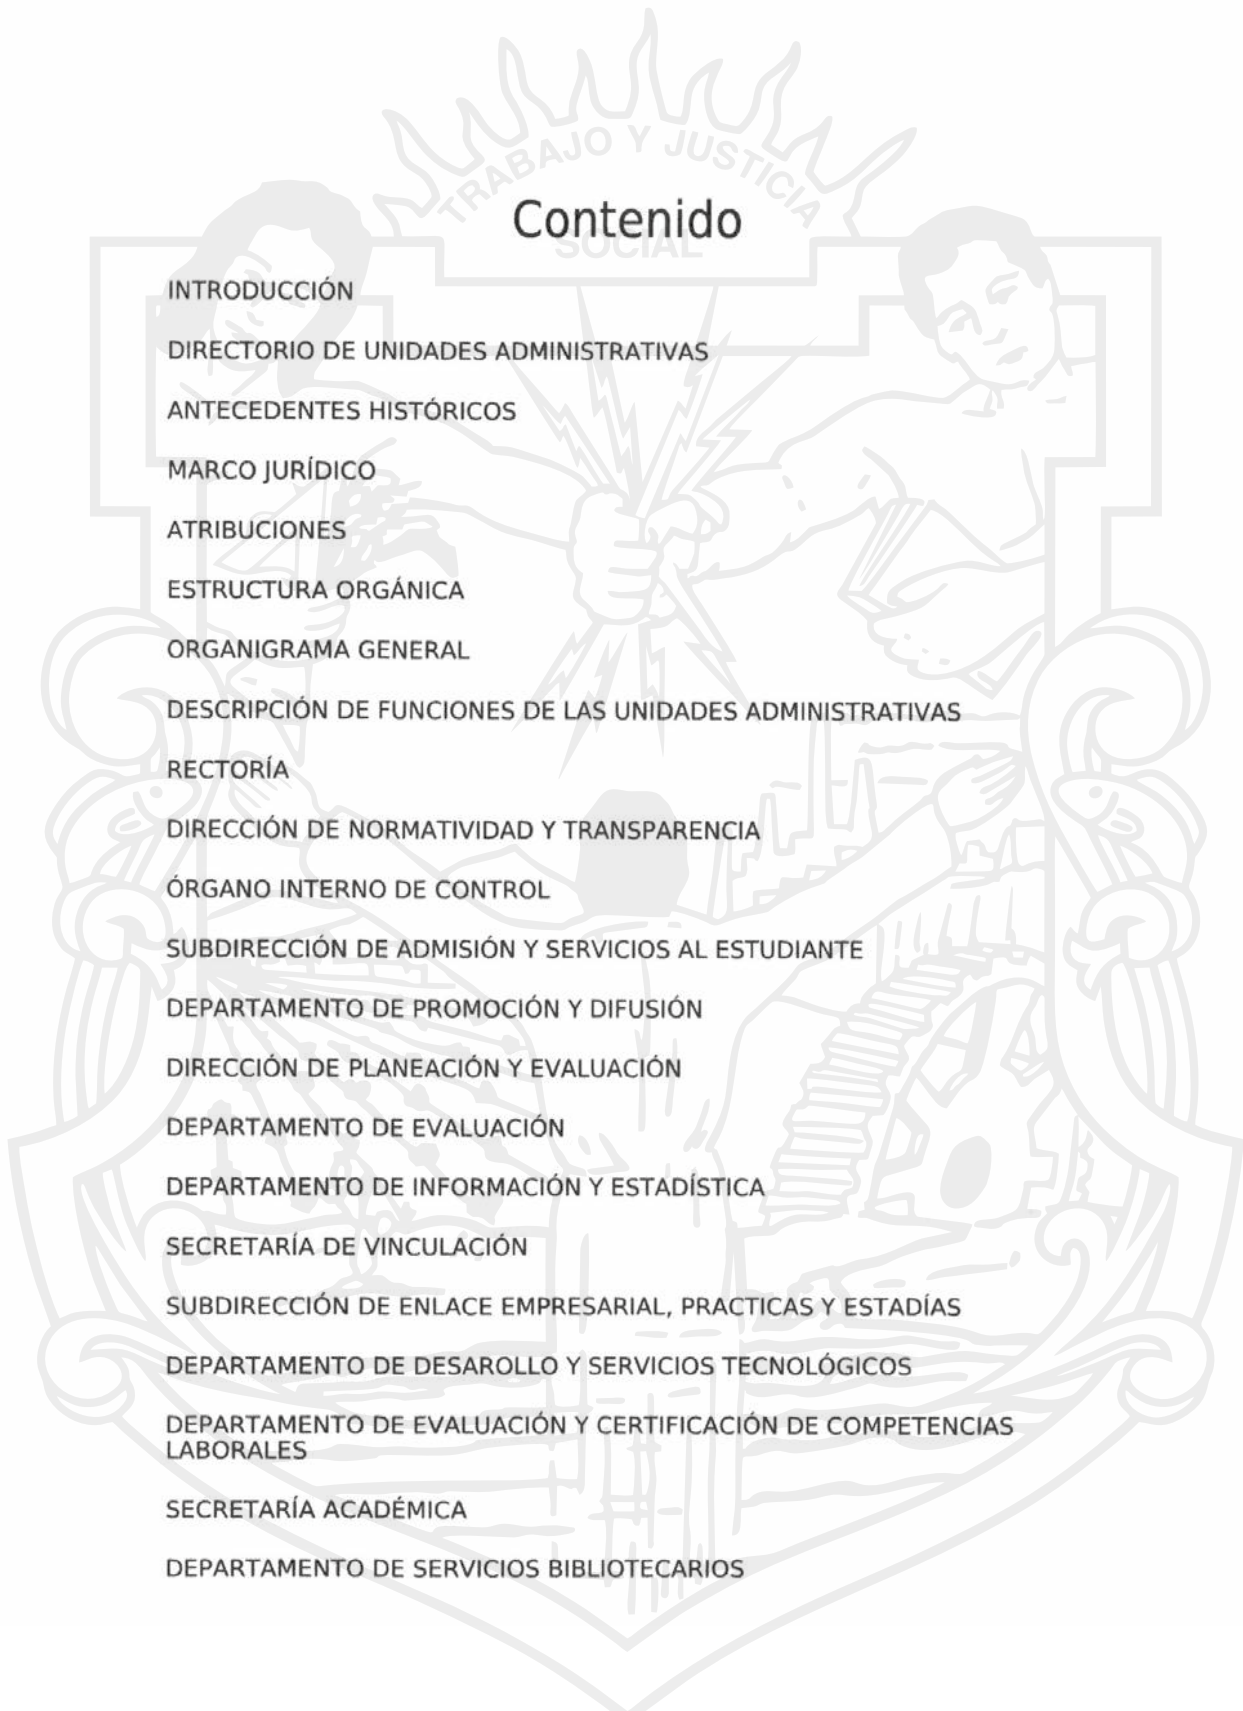 TRABAJO Y JUSTICIA
SOCIAL
Contenido
INTRODUCCIÓN
DIRECTORIO DE UNIDADES ADMINISTRATIVAS
ANTECEDENTES HISTÓRICOS
MARCO JURÍDICO
ATRIBUCIONES
ESTRUCTURA ORGÁNICA
ORGANIGRAMA GENERAL
DESCRIPCIÓN DE FUNCIONES DE LAS UNIDADES ADMINISTRATIVAS
RECTORÍA
DIRECCIÓN DE NORMATIVIDAD Y TRANSPARENCIA
ÓRGANO INTERNO DE CONTROL
SUBDIRECCIÓN DE ADMISIÓN Y SERVICIOS AL ESTUDIANTE
DEPARTAMENTO DE PROMOCIÓN Y DIFUSIÓN
DIRECCIÓN DE PLANEACIÓN Y EVALUACIÓN
DEPARTAMENTO DE EVALUACIÓN
DEPARTAMENTO DE INFORMACIÓN Y ESTADÍSTICA
SECRETARÍA DE VINCULACIÓN
SUBDIRECCIÓN DE ENLACE EMPRESARIAL, PRACTICAS Y ESTADÍAS
DEPARTAMENTO DE DESAROLLO Y SERVICIOS TECNOLÓGICOS
DEPARTAMENTO DE EVALUACIÓN Y CERTIFICACIÓN DE COMPETENCIAS
LABORALES
SECRETARÍA ACADÉMICA
DEPARTAMENTO DE SERVICIOS BIBLIOTECARIOS